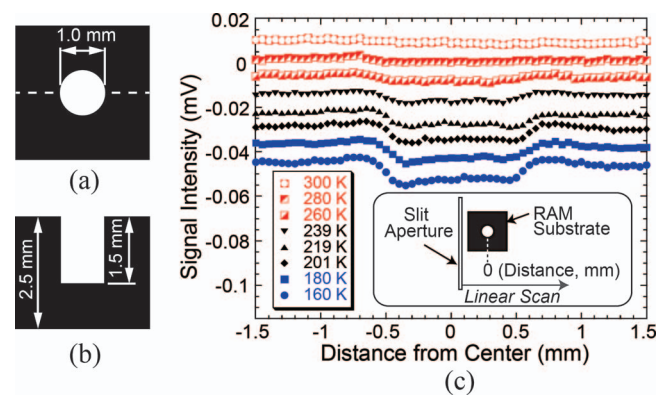 1.0 mm
(a)
2.5 mm
1.5 mm
(b)
Signal Intensity (mV)
0.02
0
-0.02
-0.04
-0.06
-0.08
-0.1
300 K
280 K
260 K
239 K
219 K
201 K
180 K
160 K
Slit
Aperture
RAM
Substrate
0 (Distance, mm)
Linear Scan
-1.5 -1 -0.5 0 0.5 1 1.5
Distance from Center (mm)
(c)